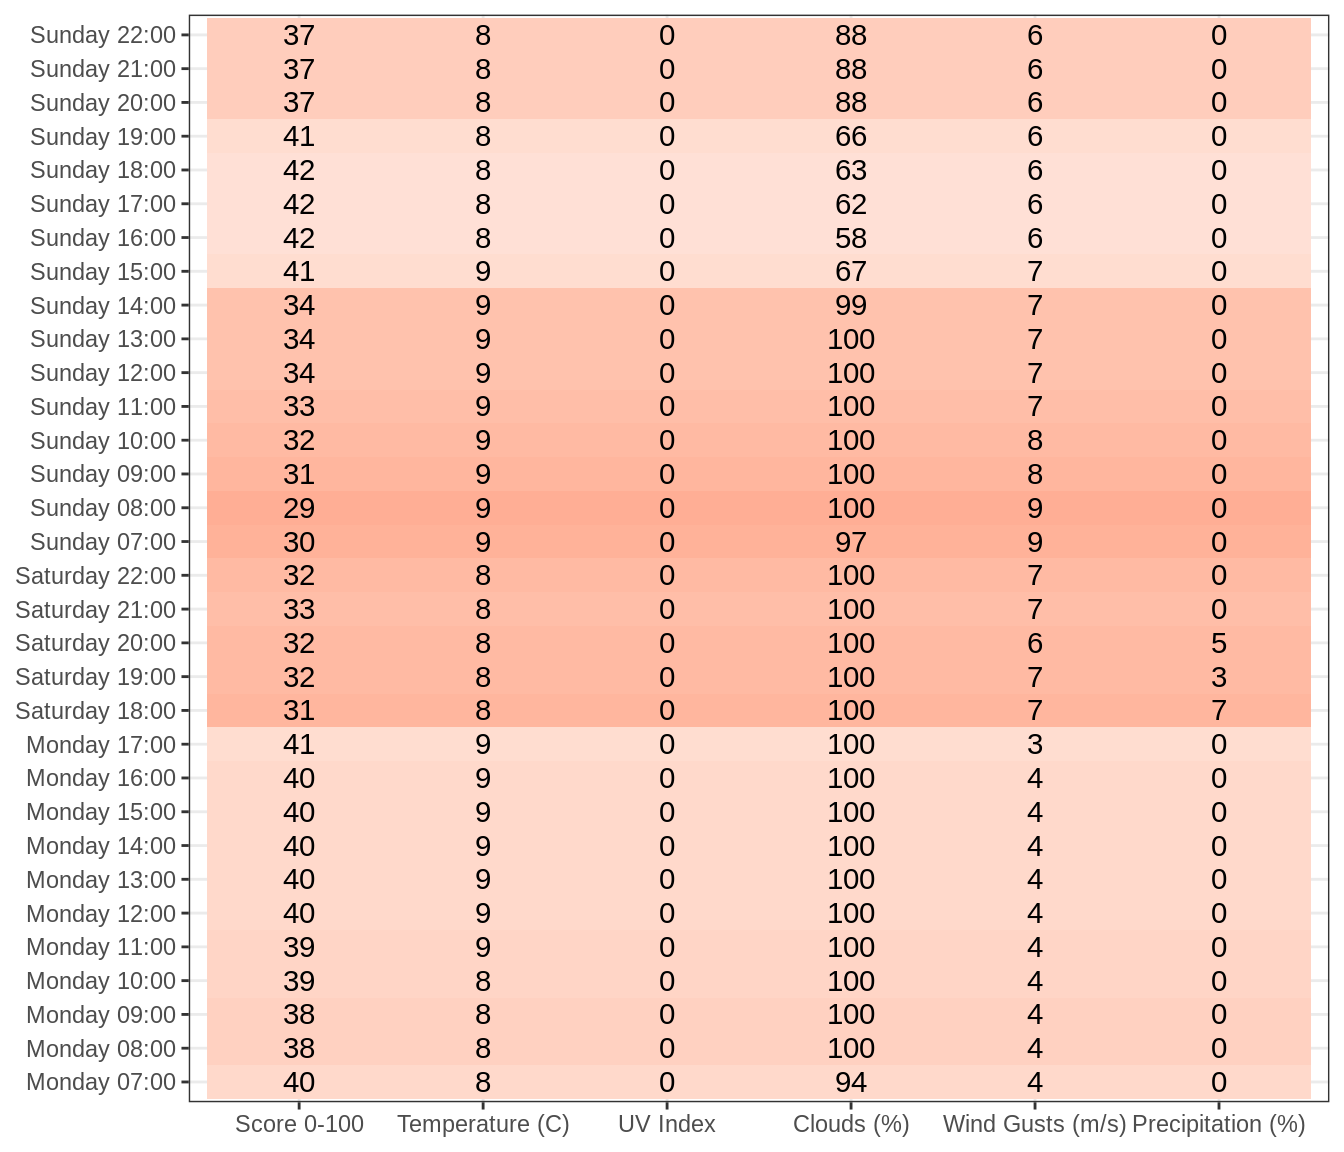 Sunday 22:00 37 8 0 88 6 0
Sunday 21:00 37 8 0 88 6 0
Sunday 20:00 37 8 0 88 6 0
Sunday 19:00 41 8 0 66 6 0
Sunday 18:00 42 8 0 63 6 0
Sunday 17:00 42 8 0 62 6 0
Sunday 16:00 42 8 0 58 6 0
Sunday 15:00 41 9 0 67 7 0
Sunday 14:00 34 9 0 99 7 0
Sunday 13:00 34 9 0 100 7 0
Sunday 12:00 34 9 0 100 7 0
Sunday 11:00 33 9 0 100 7 0
Sunday 10:00 32 9 0 100 8 0
Sunday 09:00 31 9 0 100 8 0
Sunday 08:00 29 9 0 100 9 0
Sunday 07:00 30 9 0 97 9 0
Saturday 22:00 32 8 0 100 7 0
Saturday 21:00 33 8 0 100 7 0
Saturday 20:00 32 8 0 100 6 5
Saturday 19:00 32 8 0 100 7 3
Saturday 18:00 31 8 0 100 7 7
Monday 17:00 41 9 0 100 3 0
Monday 16:00 40 9 0 100 4 0
Monday 15:00 40 9 0 100 4 0
Monday 14:00 40 9 0 100 4 0
Monday 13:00 40 9 0 100 4 0
Monday 12:00 40 9 0 100 4 0
Monday 11:00 39 9 0 100 4 0
Monday 10:00 39 8 0 100 4 0
Monday 09:00 38 8 0 100 4 0
Monday 08:00 38 8 0 100 4 0
Monday 07:00 40 8 0 94 4 0
Score 0-100 Temperature (C) UV Index Clouds (%) Wind Gusts (m/s) Precipitation (%)